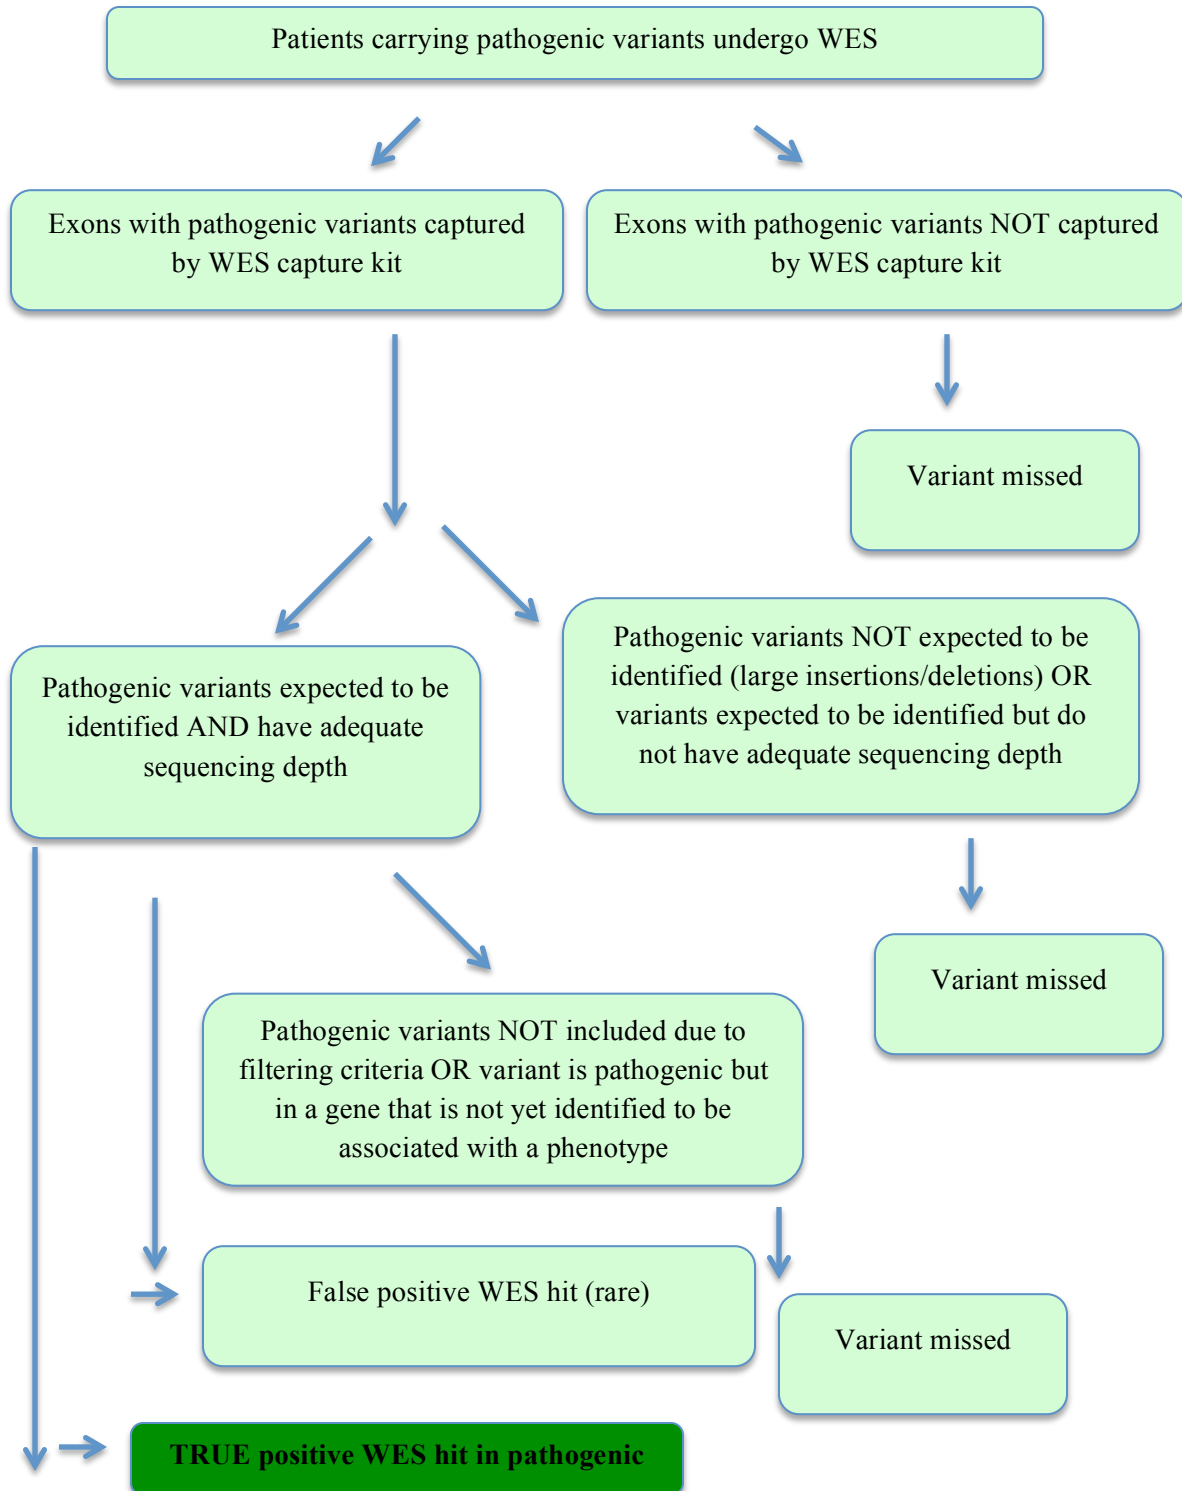 Patients carrying pathogenic variants undergo WES
Exons with pathogenic variants captured
by WES capture kit
Exons with pathogenic variants NOT captured
by WES capture kit
Variant missed
Pathogenic variants expected to be
identified AND have adequate
sequencing depth
Pathogenic variants NOT expected to be
identified (large insertions/deletions) OR
variants expected to be identified but do
not have adequate sequencing depth
Variant missed
Pathogenic variants NOT included due to
filtering criteria OR variant is pathogenic but
in a gene that is not yet identified to be
associated with a phenotype
False positive WES hit (rare)
Variant missed
TRUE positive WES hit in pathogenic